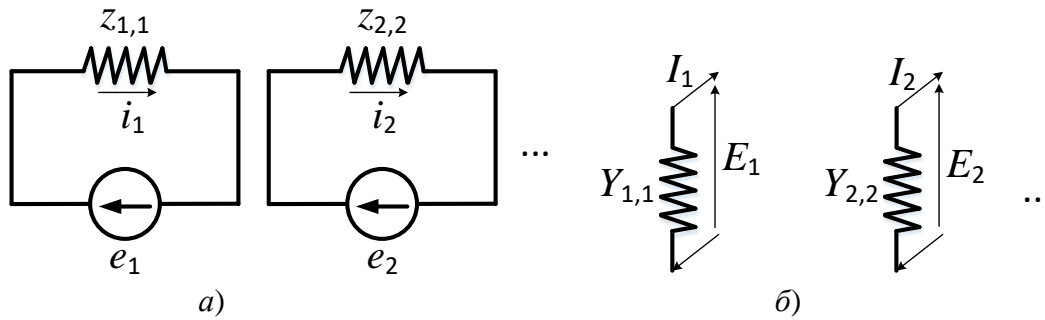 z1,1 z2,2
i1 i2 ...
e1 e2
а)
I1 I2
Y1,1 E1 Y2,2 E2 ..
б)